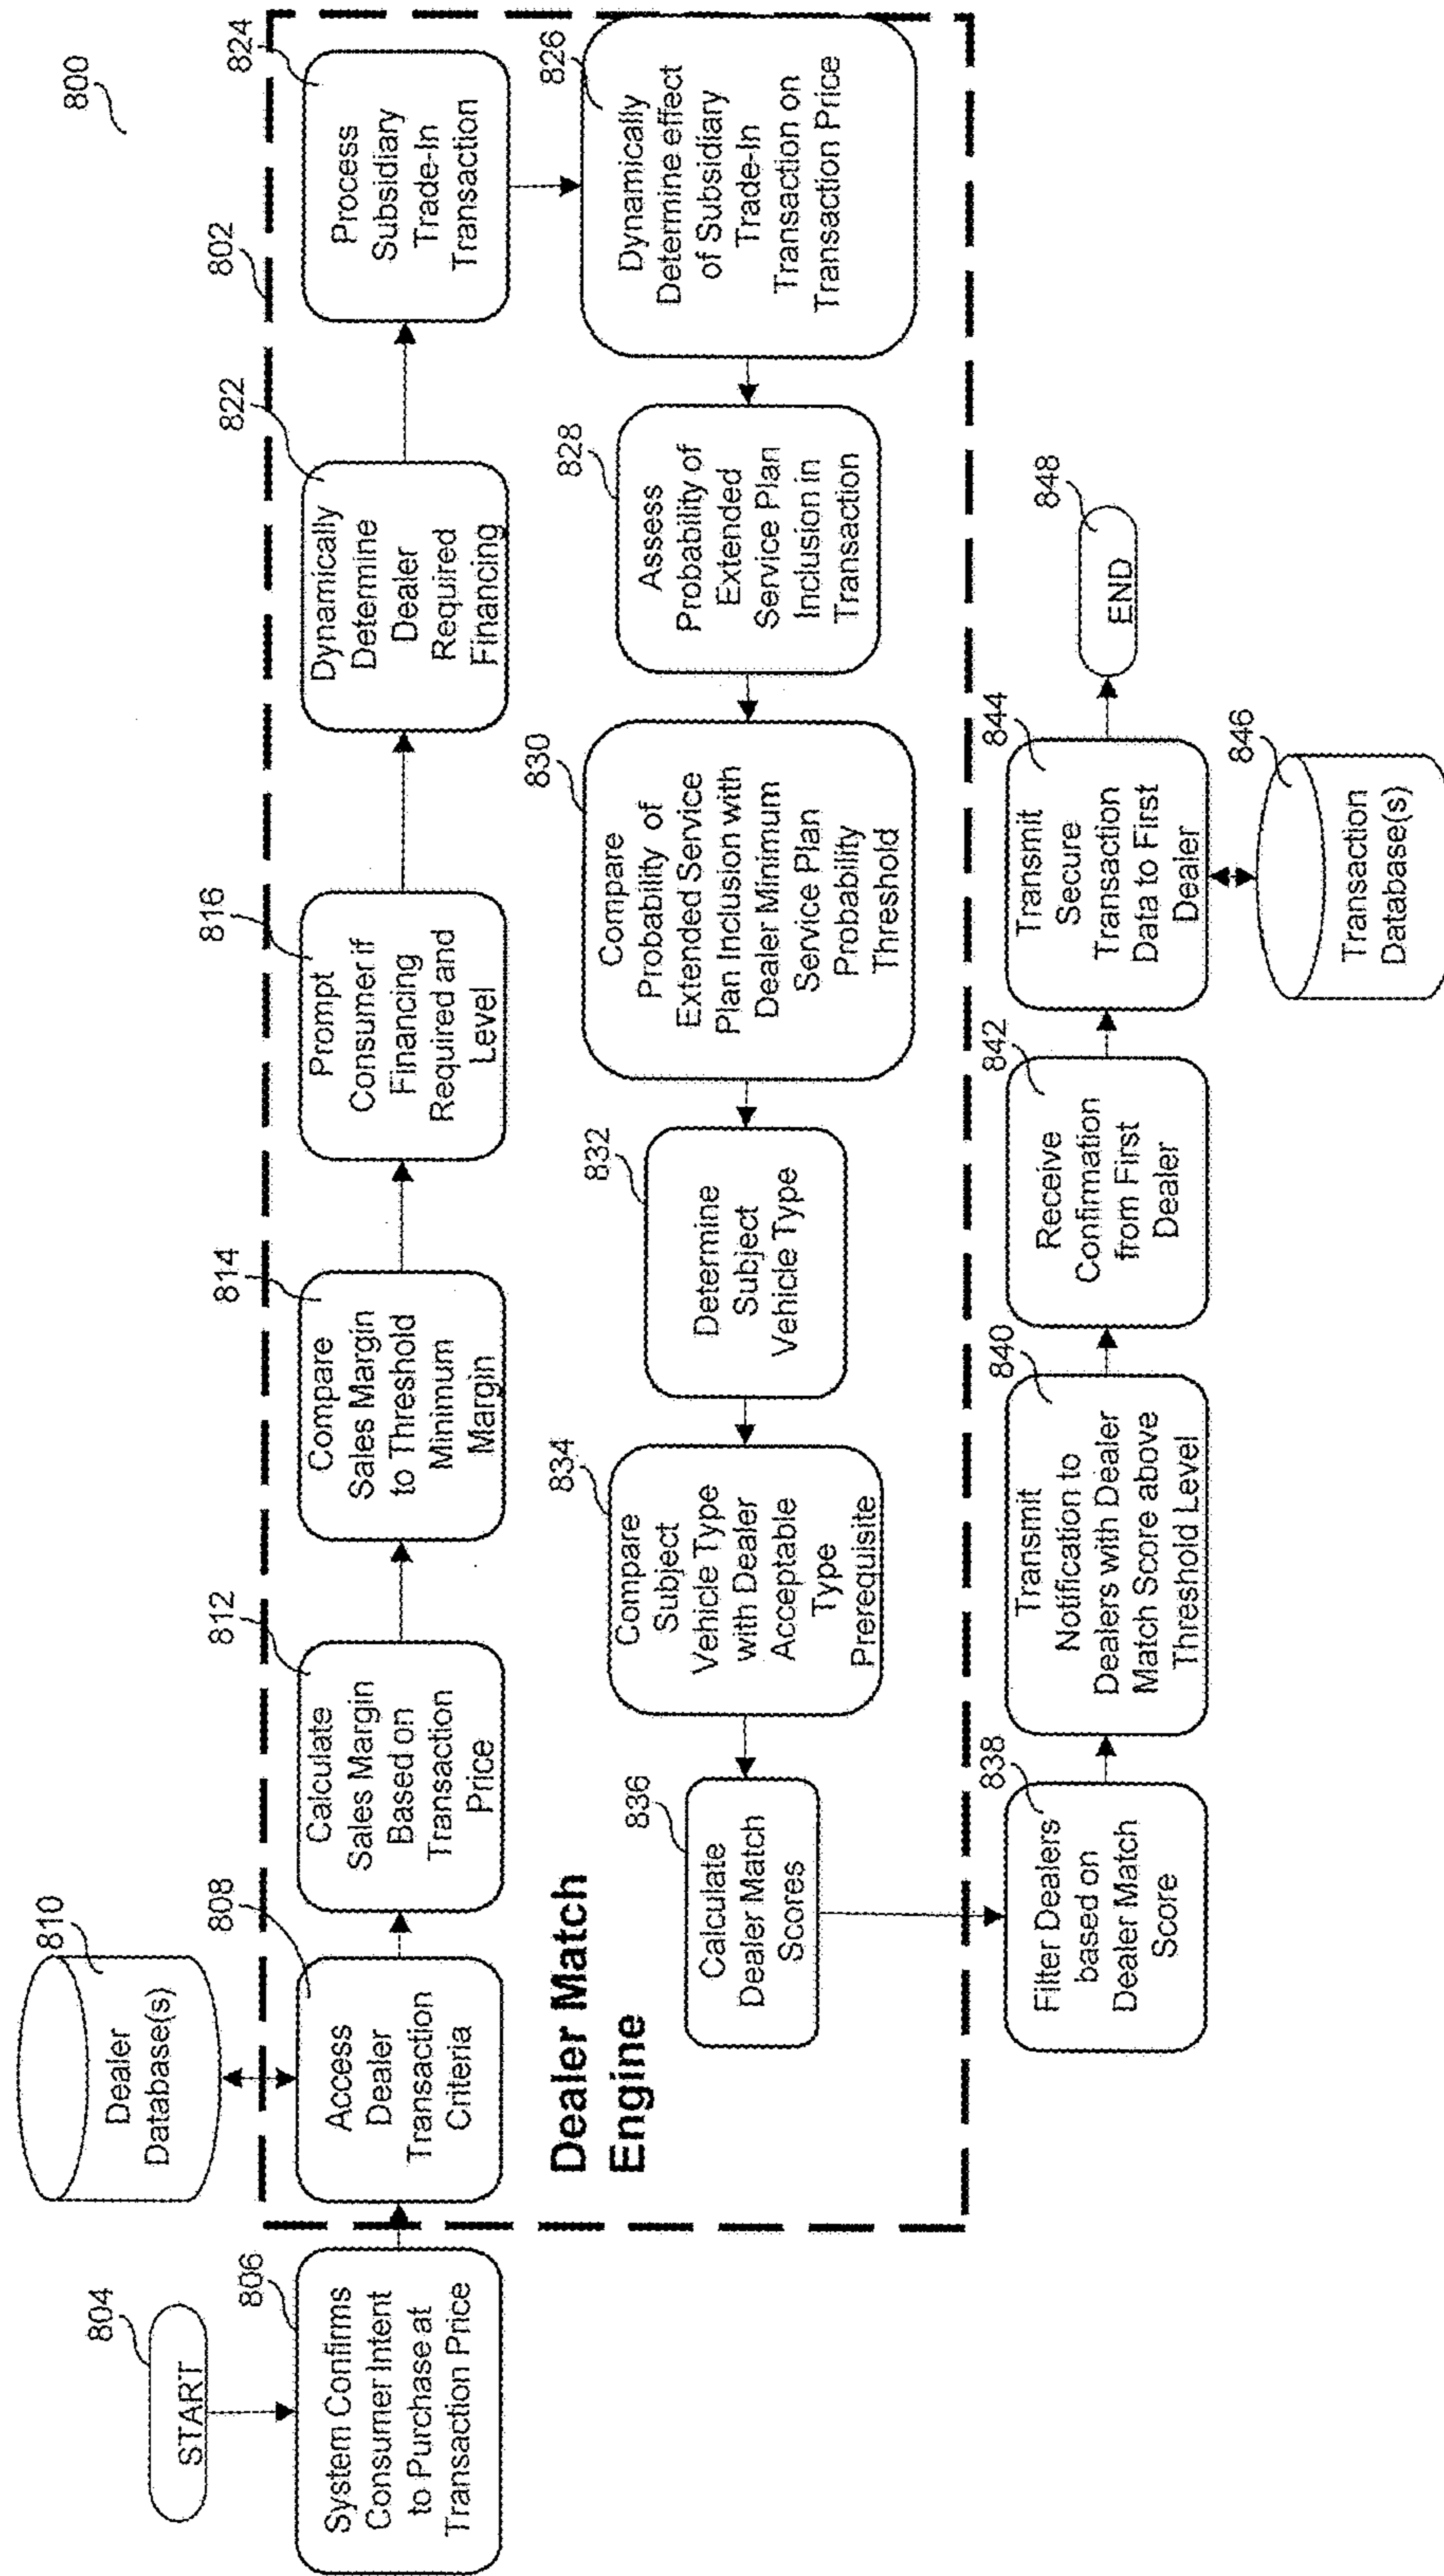 800
804
START
806
System Confirms
Consumer Intent
to Purchase at
Transaction Price
810
Dealer
Database(s)
808
Access
Dealer
Transaction
Criteria
812
Calculate
Sales Margin
Based on
Transaction
Price
814
Compare
Sales Margin
to Threshold
Minimum
Margin
816
Prompt
Consumer if
Financing
Required and
Level
822
Dynamically
Determine
Dealer
Required
Financing
802
824
Process
Subsidiary
Trade-In
Transaction
826
Dynamically
Determine effect
of Subsidiary
Trade-In
Transaction on
Transaction Price
828
Assess
Probability of
Extended
Service Plan
Inclusion in
Transaction
830
Compare
Probability of
Extended Service
Plan Inclusion with
Dealer Minimum
Service Plan
Probability
Threshold
832
Determine
Subject
Vehicle Type
834
Compare
Subject
Vehicle Type
with Dealer
Acceptable
Type
Prerequisite
836
Calculate
Dealer Match
Scores
Dealer Match
Engine
838
Filter Dealers
based on
Dealer Match
Score
840
Transmit
Notification to
Dealers with Dealer
Match Score above
Threshold Level
842
Receive
Confirmation
from First
Dealer
844
Transmit
Secure
Transaction
Data to First
Dealer
846
Transaction
Database(s)
848
END